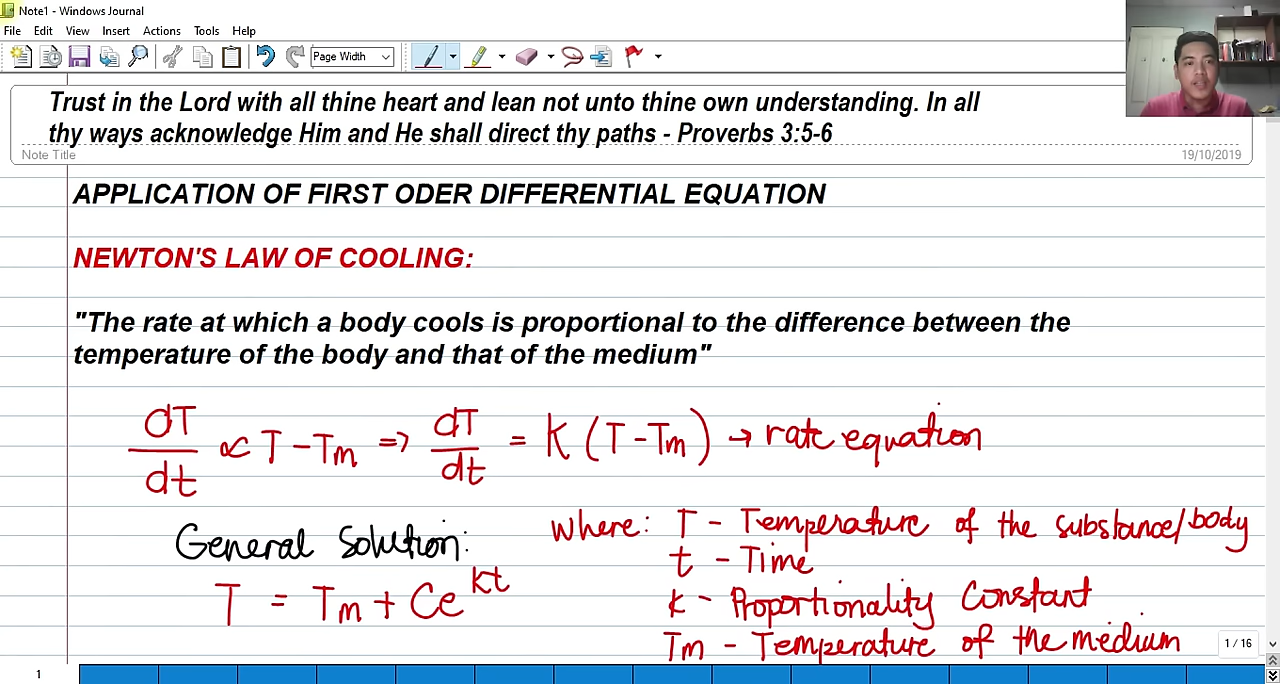 Note1 - Windows Journal
File Edit View Insert Actions Tools Help
Page Width
Trust in the Lord with all thine heart and lean not unto thine own understanding. In all
thy ways acknowledge Him and He shall direct thy paths - Proverbs 3:5-6
Note Title
19/10/2019
APPLICATION OF FIRST ODER DIFFERENTIAL EQUATION
NEWTON'S LAW OF COOLING:
"The rate at which a body cools is proportional to the difference between the
temperature of the body and that of the medium"
dT/dt ∝ T - Tm => dT/dt = K (T - Tm) → rate equation
General Solution:
T = Tm + Ce^kt
where: T - Temperature of the substance/body
t - Time
K - Proportionality Constant
Tm - Temperature of the medium
1 / 16
1